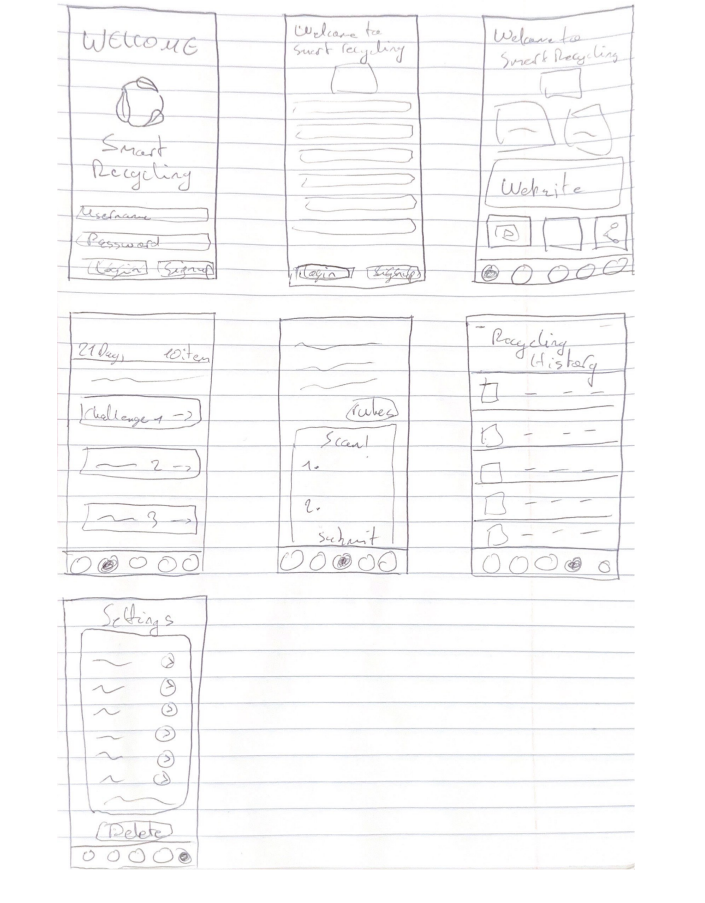 WELCOME
Smart
Recycling
Username
Password
Login Signup
Welcome to
smart recycling
Login Signup
Welcome to
Smart Recycling
Website
21 Days 10 item
Challenge 1 →
2 →
3 →
rules
Scan!
1.
2.
submit
Recycling
History
Settings
Delete